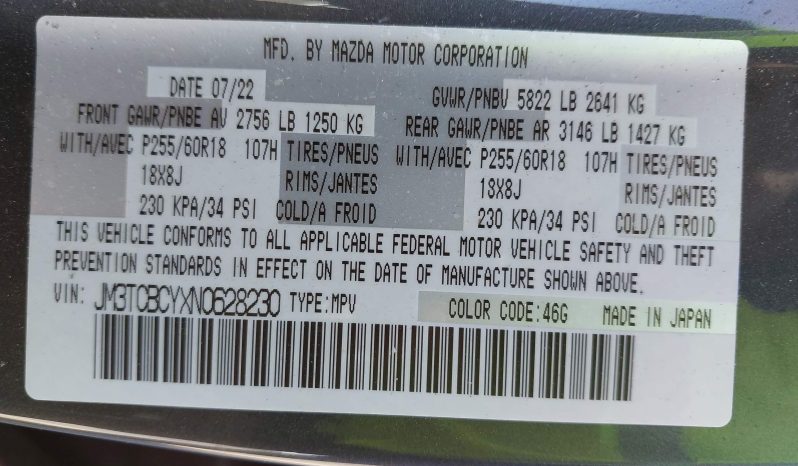 MFD. BY MAZDA MOTOR CORPORATION
DATE 07/22 GVWR/PNBV 5822 LB 2641 KG
FRONT GAWR/PNBE AV 2756 LB 1250 KG REAR GAWR/PNBE AR 3146 LB 1427 KG
WITH/AVEC P255/60R18 107H TIRES/PNEUS WITH/AVEC P255/60R18 107H TIRES/PNEUS
18X8J RIMS/JANTES 18X8J RIMS/JANTES
230 KPA/34 PSI COLD/A FROID 230 KPA/34 PSI COLD/A FROID
THIS VEHICLE CONFORMS TO ALL APPLICABLE FEDERAL MOTOR VEHICLE SAFETY AND THEFT
PREVENTION STANDARDS IN EFFECT ON THE DATE OF MANUFACTURE SHOWN ABOVE.
VIN: JM3TCBCYXN0628230 TYPE:MPV COLOR CODE:46G MADE IN JAPAN